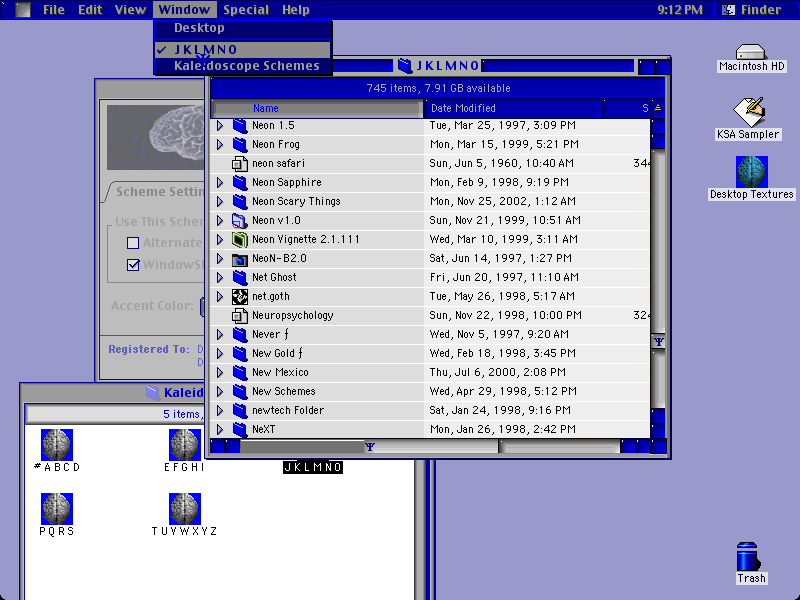 File Edit View Window Special Help 9:12 PM Finder
Desktop
✓ JKLMNO
Kaleidoscope Schemes
JKLMNO
745 items, 7.91 GB available
Name Date Modified S
Neon 1.5 Tue, Mar 25, 1997, 3:09 PM
Neon Frog Mon, Mar 15, 1999, 5:21 PM
neon safari Sun, Jun 5, 1960, 10:40 AM 344
Neon Sapphire Mon, Feb 9, 1998, 9:19 PM
Neon Scary Things Mon, Nov 25, 2002, 1:12 AM
Neon v1.0 Sun, Nov 21, 1999, 10:51 AM
Neon Vignette 2.1.111 Wed, Mar 10, 1999, 3:11 AM
NeoN-B2.0 Sat, Jun 14, 1997, 1:27 PM
Net Ghost Fri, Jun 20, 1997, 11:10 AM
net.goth Tue, May 26, 1998, 5:17 AM
Neuropsychology Sun, Nov 22, 1998, 10:00 PM 324
Never ƒ Wed, Nov 5, 1997, 9:20 AM
New Gold ƒ Wed, Feb 18, 1998, 3:45 PM
New Mexico Thu, Jul 6, 2000, 2:08 PM
New Schemes Wed, Apr 29, 1998, 5:12 PM
newtech Folder Sat, Jan 24, 1998, 9:16 PM
NeXT Mon, Jan 26, 1998, 2:42 PM
Scheme Settin
Use This Schem
Alternate
WindowSh
Accent Color:
Registered To: D
D
Kaleid
5 items,
#ABCD
EFGHI
JKLMNO
PQRS
TUVWXYZ
Macintosh HD
KSA Sampler
Desktop Textures
Trash